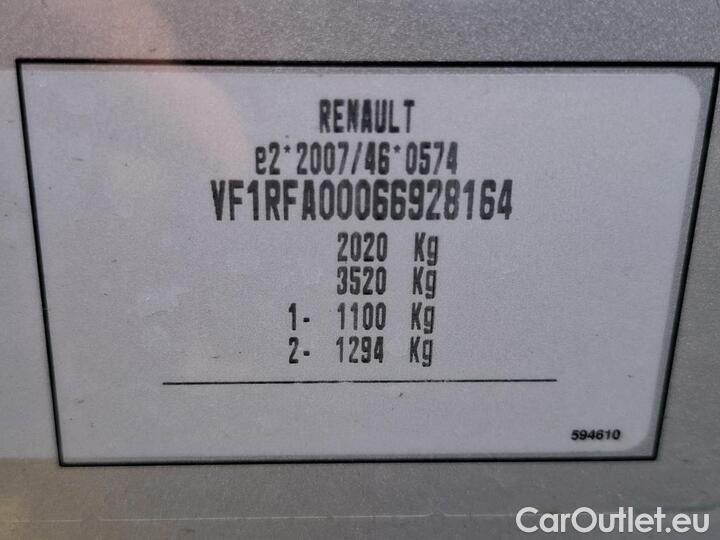 RENAULT
e2*2007/46*0574
VF1RFA00066928164
2020 Kg
3520 Kg
1- 1100 Kg
2- 1294 Kg
594610
CarOutlet.eu